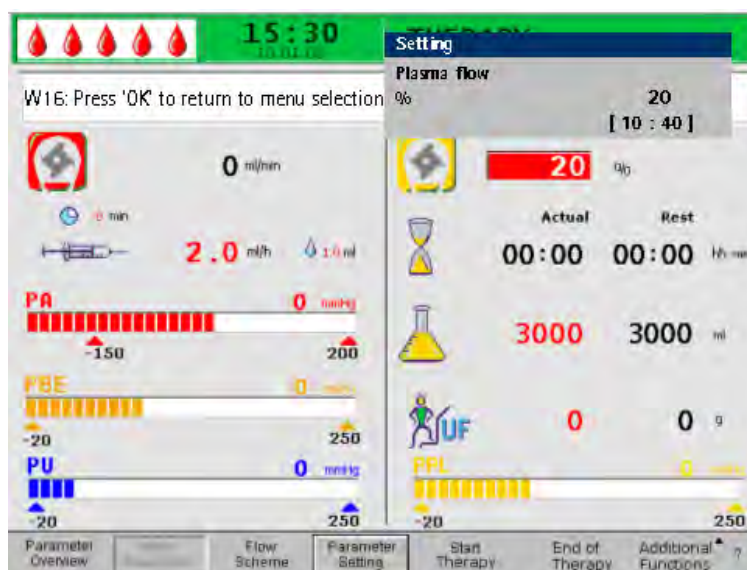 15:30
Setting
Plasma flow
% 20
[ 10 : 40 ]
W16: Press 'OK' to return to menu selection
0 ml/min
20 %
min
Actual Rest
2.0 ml/h 1.0 ml
00:00 00:00
PA 0 mmHg
-150 200
3000 3000 ml
PBE 0
-20 250
UF 0 0 g
PU 0 mmHg
-20 250
PPL 0
-20 250
Parameter Overview
Flow Scheme
Parameter Setting
Start Therapy
End of Therapy
Additional Functions ?